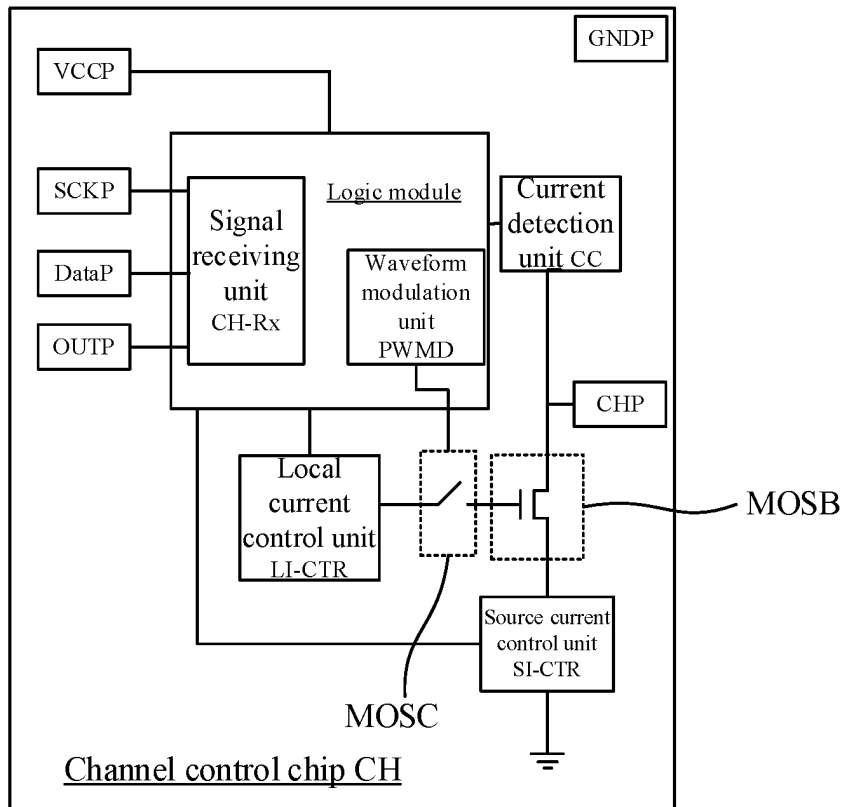 GNDP
VCCP
SCKP
DataP
OUTP
Signal
receiving
unit
CH-Rx
Logic module
Waveform
modulation
unit
PWMD
Current
detection
unit CC
CHP
Local
current
control unit
LI-CTR
MOSB
Source current
control unit
SI-CTR
MOSC
Channel control chip CH